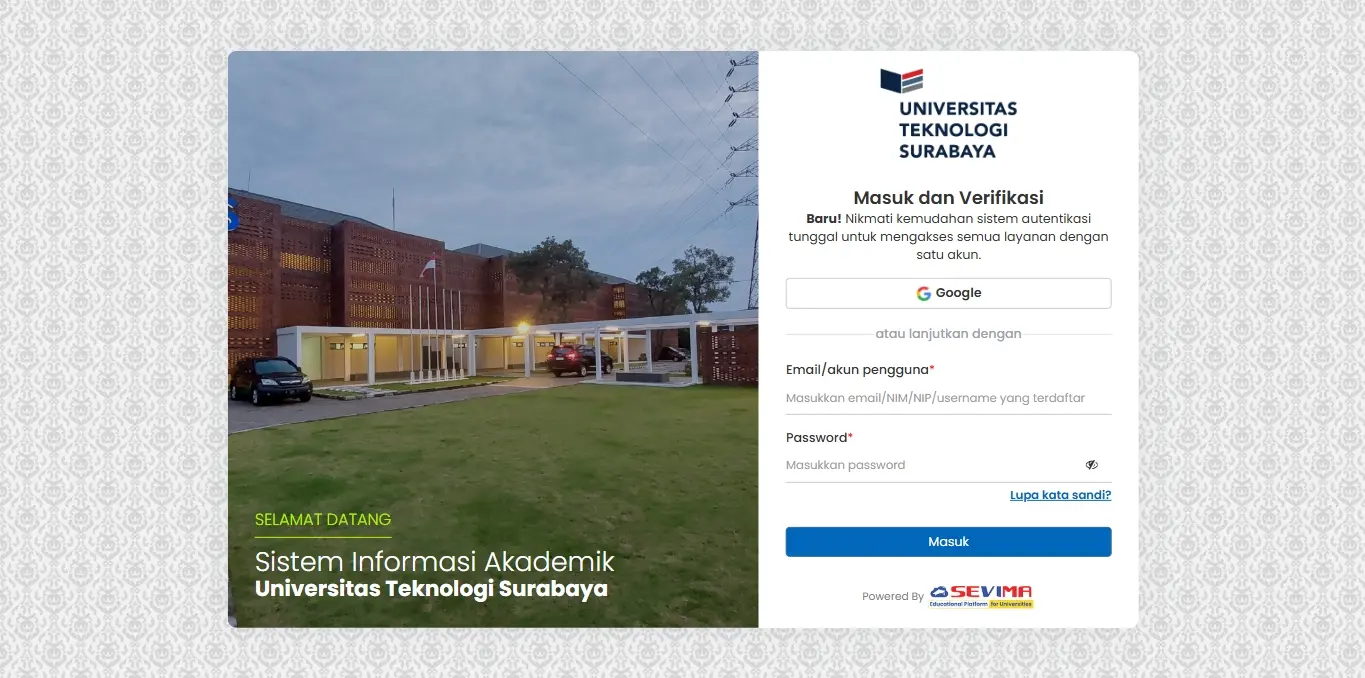 SELAMAT DATANG
Sistem Informasi Akademik
Universitas Teknologi Surabaya
UNIVERSITAS
TEKNOLOGI
SURABAYA
Masuk dan Verifikasi
Baru! Nikmati kemudahan sistem autentikasi
tunggal untuk mengakses semua layanan dengan
satu akun.
Google
atau lanjutkan dengan
Email/akun pengguna*
Masukkan email/NIM/NIP/username yang terdaftar
Password*
Masukkan password
Lupa kata sandi?
Masuk
Powered By SEVIMA
Educational Platform for Universities